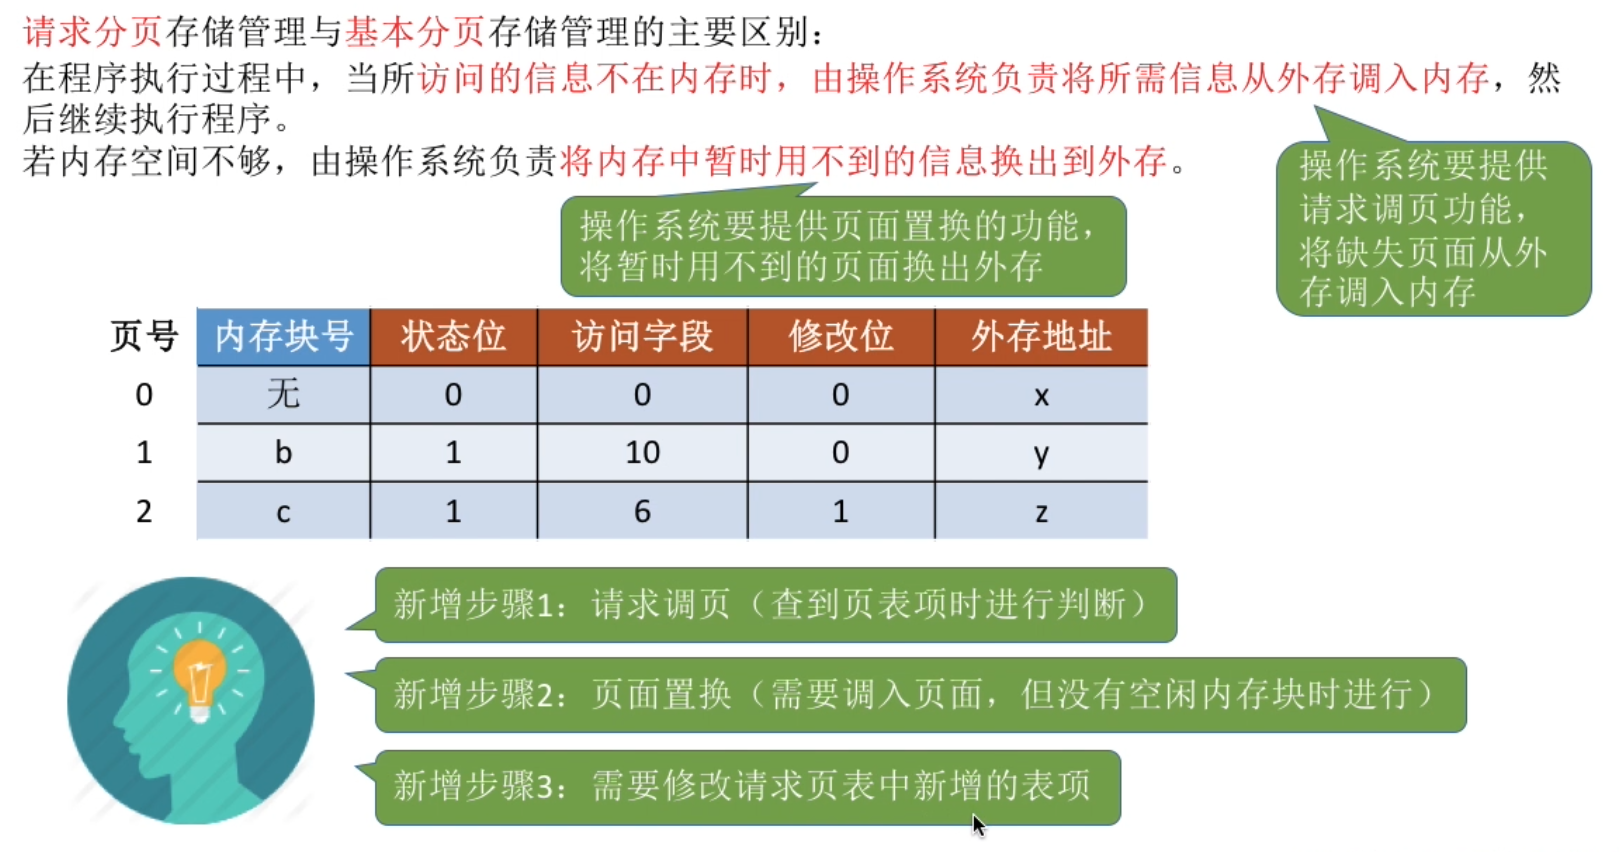 请求分页存储管理与基本分页存储管理的主要区别：
在程序执行过程中，当所访问的信息不在内存时，由操作系统负责将所需信息从外存调入内存，然
后继续执行程序。
若内存空间不够，由操作系统负责将内存中暂时用不到的信息换出到外存。
操作系统要提供
请求调页功能，
将缺失页面从外
存调入内存
操作系统要提供页面置换的功能，
将暂时用不到的页面换出外存
页号 内存块号 状态位 访问字段 修改位 外存地址
0 无 0 0 0 x
1 b 1 10 0 y
2 c 1 6 1 z
新增步骤1：请求调页（查到页表项时进行判断）
新增步骤2：页面置换（需要调入页面，但没有空闲内存块时进行）
新增步骤3：需要修改请求页表中新增的表项